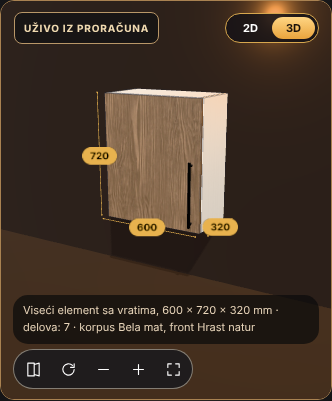 UŽIVO IZ PRORAČUNA
2D 3D
720
600
320
Viseći element sa vratima, 600 × 720 × 320 mm ·
delova: 7 · korpus Bela mat, front Hrast natur